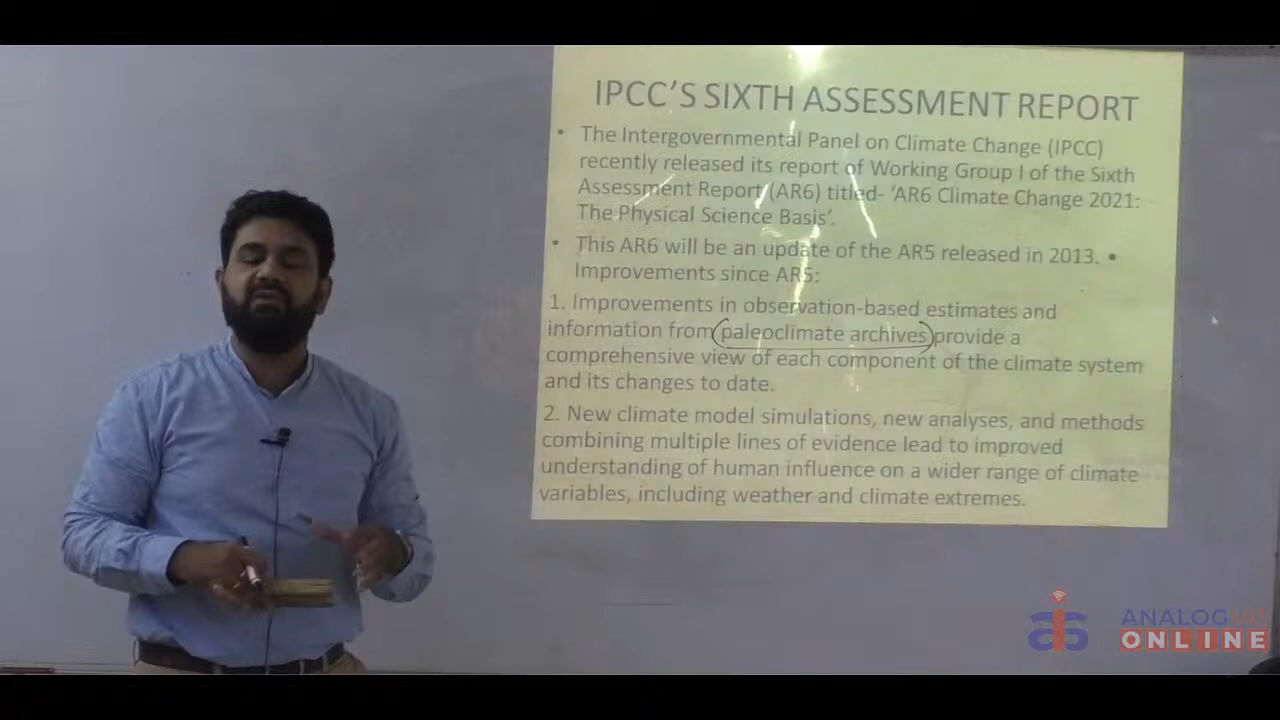 IPCC'S SIXTH ASSESSMENT REPORT
• The Intergovernmental Panel on Climate Change (IPCC)
recently released its report of Working Group I of the Sixth
Assessment Report (AR6) titled- 'AR6 Climate Change 2021:
The Physical Science Basis'.
• This AR6 will be an update of the AR5 released in 2013. •
Improvements since AR5:
1. Improvements in observation-based estimates and
information from paleoclimate archives provide a
comprehensive view of each component of the climate system
and its changes to date.
2. New climate model simulations, new analyses, and methods
combining multiple lines of evidence lead to improved
understanding of human influence on a wider range of climate
variables, including weather and climate extremes.
ANALOG IAS
ONLINE